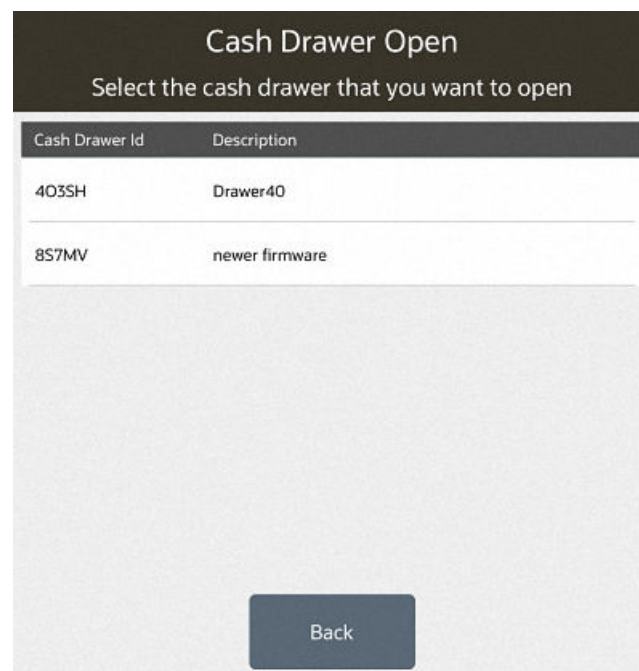 Cash Drawer Open
Select the cash drawer that you want to open
Cash Drawer Id Description
4O3SH Drawer40
8S7MV newer firmware
Back